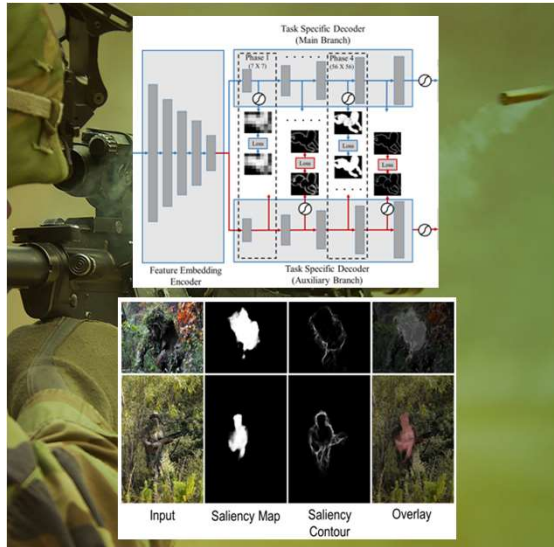 Task Specific Decoder
(Main Branch)
Phase 1
(7 X 7)
Phase 4
(56 X 56)
Loss
Loss
Loss
Loss
Feature Embedding
Encoder
Task Specific Decoder
(Auxiliary Branch)
Input
Saliency Map
Saliency
Contour
Overlay